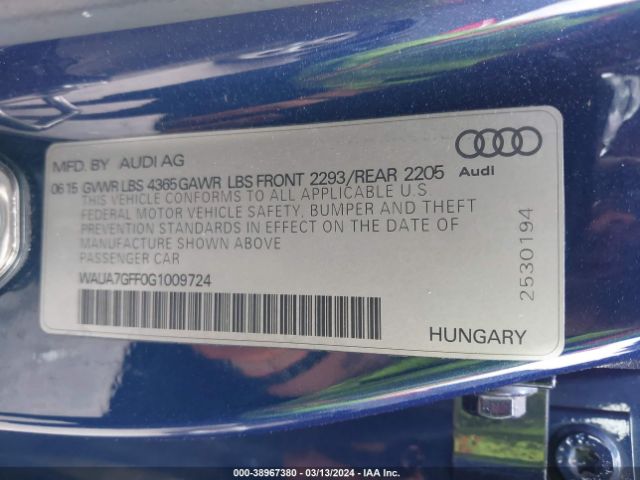 MFD. BY AUDI AG
06 15 GVWR LBS 4365 GAWR LBS FRONT 2293/REAR 2205
THIS VEHICLE CONFORMS TO ALL APPLICABLE U.S
FEDERAL MOTOR VEHICLE SAFETY, BUMPER AND THEFT
PREVENTION STANDARDS IN EFFECT ON THE DATE OF
MANUFACTURE SHOWN ABOVE
PASSENGER CAR
WAUA7GFF0G1009724
Audi
2530194
HUNGARY
000-38967380 - 03/13/2024 - IAA Inc.